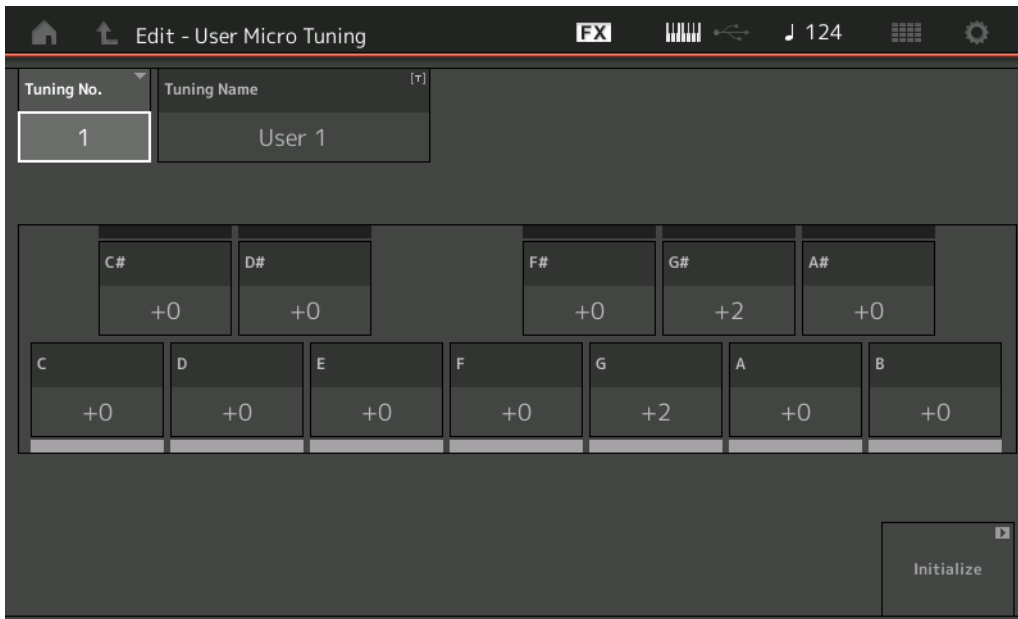 Edit - User Micro Tuning FX 124
Tuning No. Tuning Name [T]
1 User 1
C# D# F# G# A#
+0 +0 +0 +2 +0
C D E F G A B
+0 +0 +0 +0 +2 +0 +0
Initialize